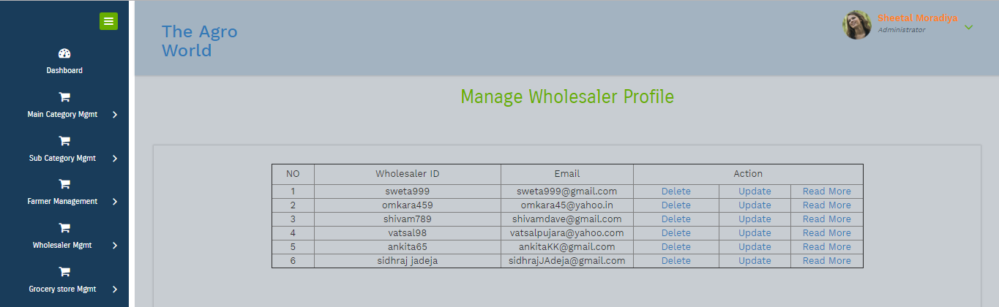 The Agro
World
Sheetal Moradiya
Administrator
Dashboard
Main Category Mgmt
Sub Category Mgmt
Farmer Management
Wholesaler Mgmt
Grocery store Mgmt
Manage Wholesaler Profile
NO Wholesaler ID Email Action
1 sweta999 sweta999@gmail.com Delete Update Read More
2 omkara459 omkara45@yahoo.in Delete Update Read More
3 shivam789 shivamdave@gmail.com Delete Update Read More
4 vatsal98 vatsalpujara@yahoo.com Delete Update Read More
5 ankita65 ankitaKK@gmail.com Delete Update Read More
6 sidhraj jadeja sidhrajJAdeja@gmail.com Delete Update Read More